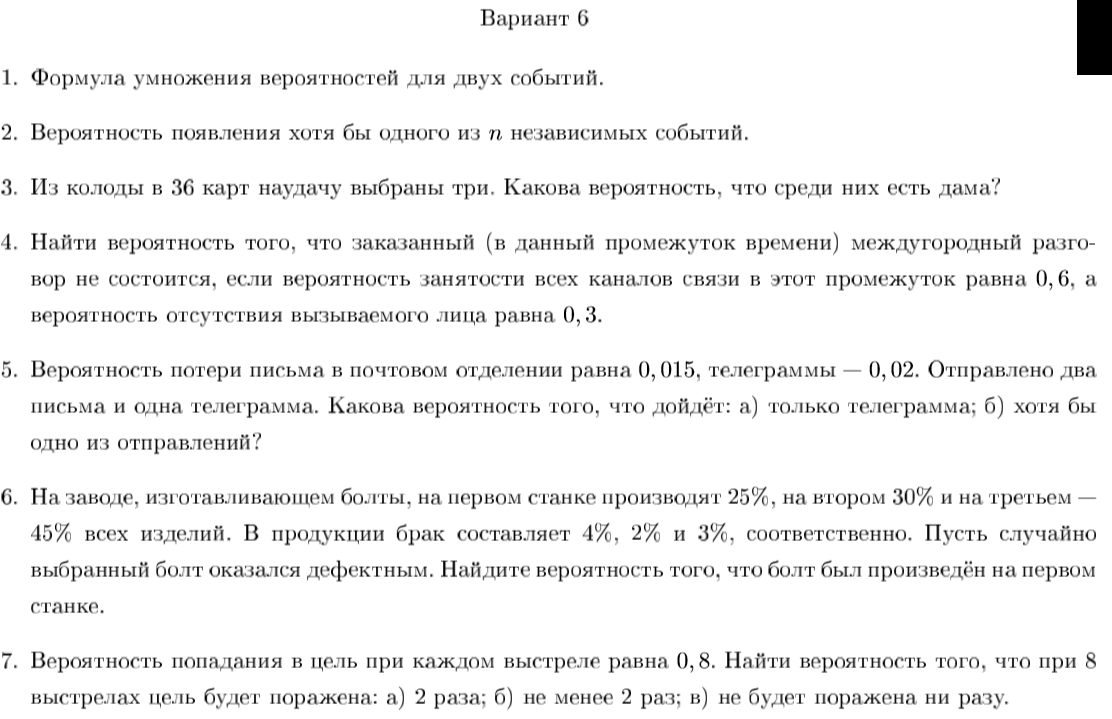 Вариант 6
1. Формула умножения вероятностей для двух событий.
2. Вероятность появления хотя бы одного из n независимых событий.
3. Из колоды в 36 карт наудачу выбраны три. Какова вероятность, что среди них есть дама?
4. Найти вероятность того, что заказанный (в данный промежуток времени) междугородный разго-
вор не состоится, если вероятность занятости всех каналов связи в этот промежуток равна 0, 6, а
вероятность отсутствия вызываемого лица равна 0, 3.
5. Вероятность потери письма в почтовом отделении равна 0, 015, телеграммы — 0, 02. Отправлено два
письма и одна телеграмма. Какова вероятность того, что дойдёт: а) только телеграмма; б) хотя бы
одно из отправлений?
6. На заводе, изготавливающем болты, на первом станке производят 25%, на втором 30% и на третьем —
45% всех изделий. В продукции брак составляет 4%, 2% и 3%, соответственно. Пусть случайно
выбранный болт оказался дефектным. Найдите вероятность того, что болт был произведён на первом
станке.
7. Вероятность попадания в цель при каждом выстреле равна 0, 8. Найти вероятность того, что при 8
выстрелах цель будет поражена: а) 2 раза; б) не менее 2 раз; в) не будет поражена ни разу.